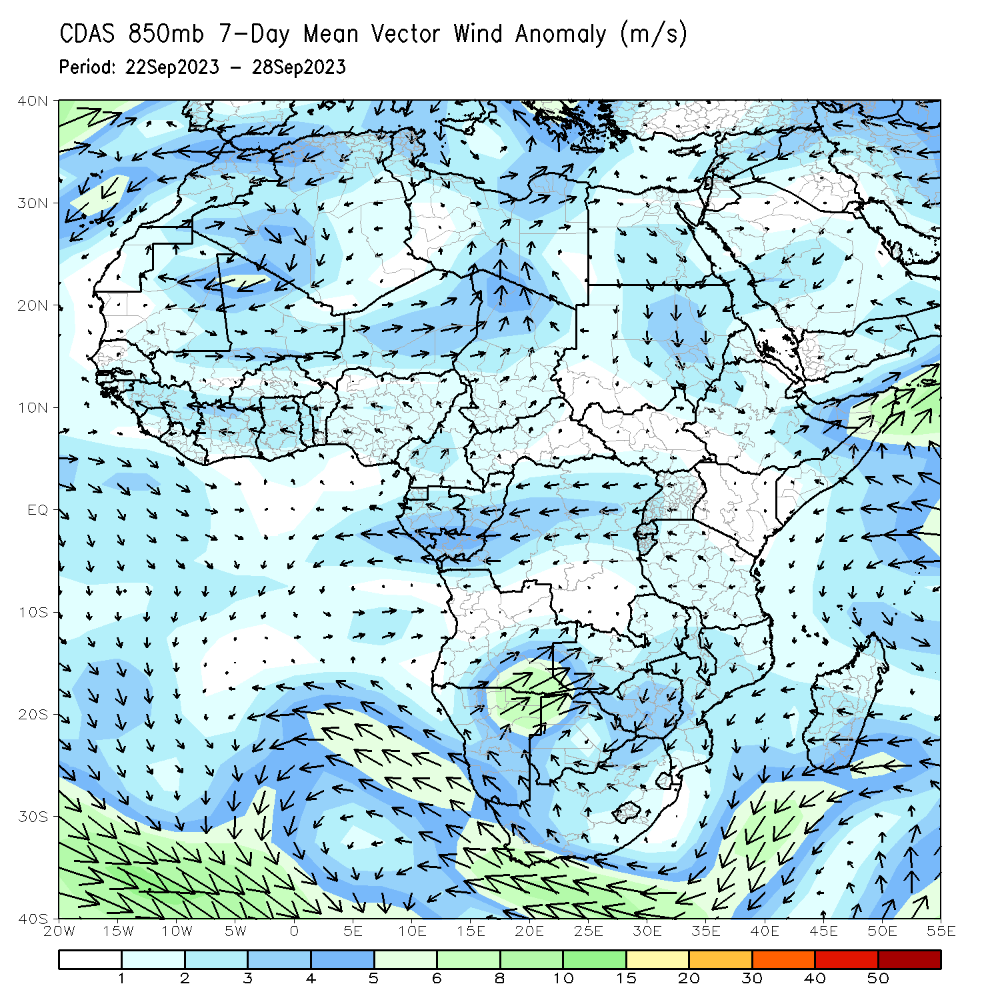 CDAS 850mb 7-Day Mean Vector Wind Anomaly (m/s)
Period: 22Sep2023 - 28Sep2023
40N
30N
20N
10N
EQ
10S
20S
30S
40S
20W 15W 10W 5W 0 5E 10E 15E 20E 25E 30E 35E 40E 45E 50E 55E
1 2 3 4 5 6 8 10 15 20 30 40 50